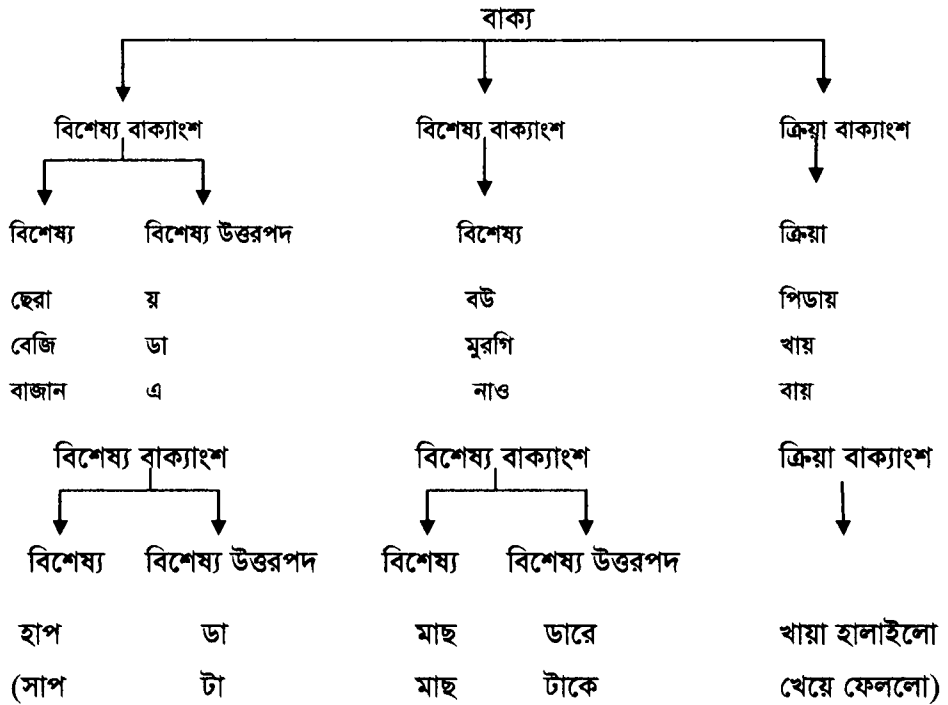 বাক্য
বিশেষ্য বাক্যাংশ বিশেষ্য বাক্যাংশ ক্রিয়া বাক্যাংশ
বিশেষ্য বিশেষ্য উত্তরপদ বিশেষ্য ক্রিয়া
ছেরা য় বউ পিডায়
বেজি ডা মুরগি খায়
বাজান এ নাও বায়
বিশেষ্য বাক্যাংশ বিশেষ্য বাক্যাংশ ক্রিয়া বাক্যাংশ
বিশেষ্য বিশেষ্য উত্তরপদ বিশেষ্য বিশেষ্য উত্তরপদ
হাপ ডা মাছ ডারে খায়া হালাইলো
(সাপ টা মাছ টাকে খেয়ে ফেললো)